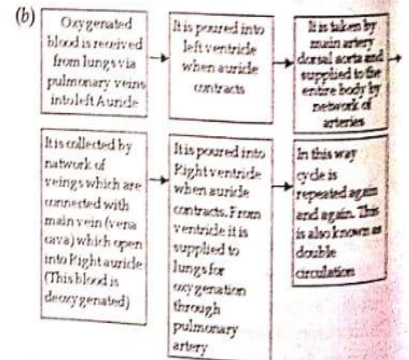 (b)
Oxygenated
blood is received
from lungs via
pulmonary veins
into left Auricle
It is poured into
left ventricle
when auricle
contracts
It is taken by
main artery
dorsal aorta and
supplied to the
entire body by
network of
arteries
It is collected by
natwork of
veings which are
connected with
main vein (vena
cava) which open
into Right auricle
(This blood is
deoxygenated)
It is poured into
Right ventricle
when auricle
contracts. From
ventricle it is
supplied to
lungs for
oxygenation
through
pulmonary
artery
In this way
cycle is
repeated again
and again. This
is also known as
double
circulation